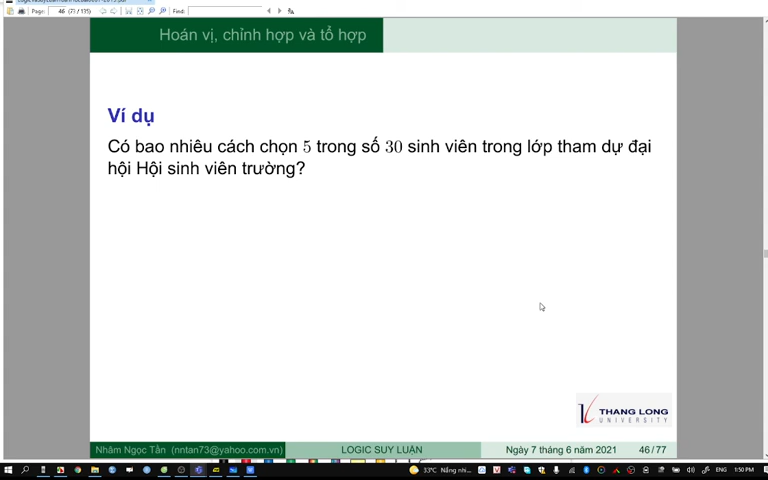 Page:
46 (73 / 135)
Find:
Hoán vị, chỉnh hợp và tổ hợp
Ví dụ
Có bao nhiêu cách chọn 5 trong số 30 sinh viên trong lớp tham dự đại
hội Hội sinh viên trường?
THANG LONG
UNIVERSITY
Nhâm Ngọc Tần (nntan73@yahoo.com.vn)
LOGIC SUY LUẬN
Ngày 7 tháng 6 năm 2021
46/77
33°C Nắng nhi...
ENG
1:50 PM